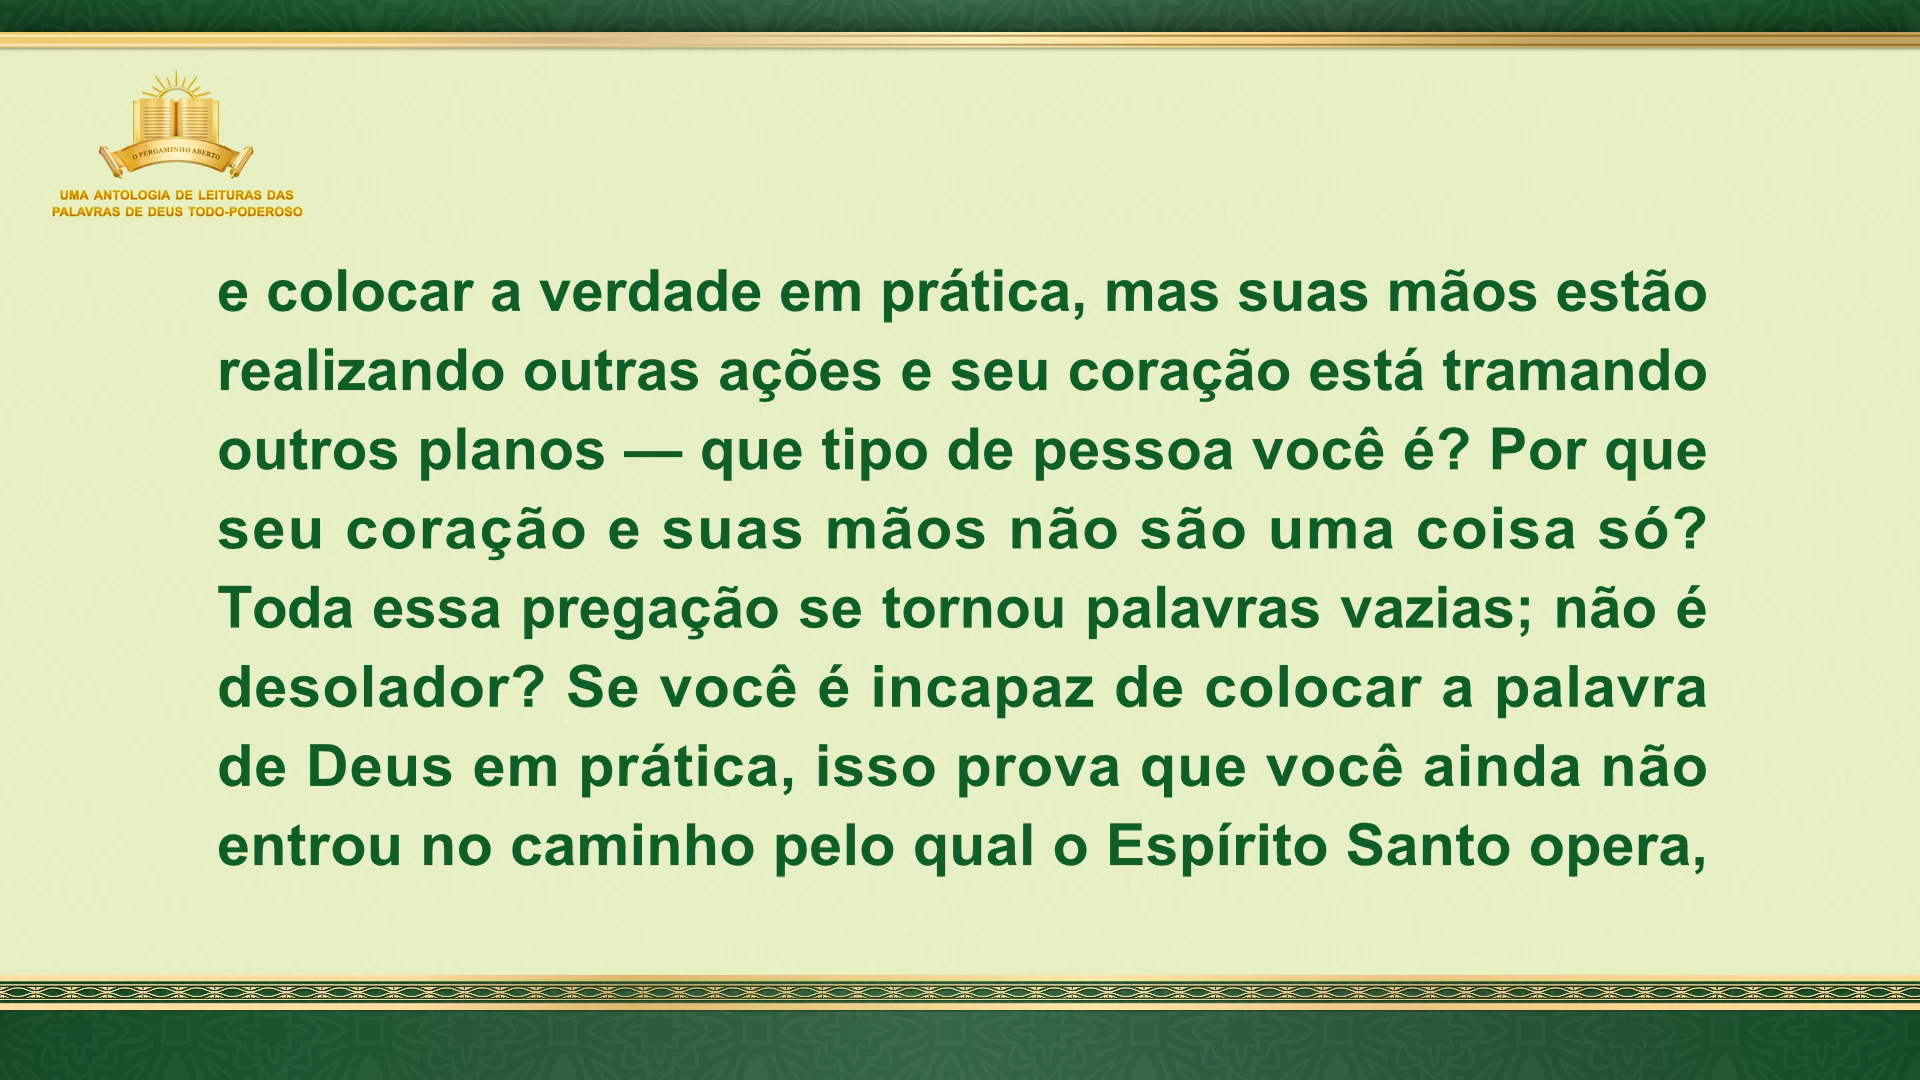 O PERGAMINHO ABERTO
UMA ANTOLOGIA DE LEITURAS DAS
PALAVRAS DE DEUS TODO-PODEROSO
e colocar a verdade em prática, mas suas mãos estão
realizando outras ações e seu coração está tramando
outros planos — que tipo de pessoa você é? Por que
seu coração e suas mãos não são uma coisa só?
Toda essa pregação se tornou palavras vazias; não é
desolador? Se você é incapaz de colocar a palavra
de Deus em prática, isso prova que você ainda não
entrou no caminho pelo qual o Espírito Santo opera,